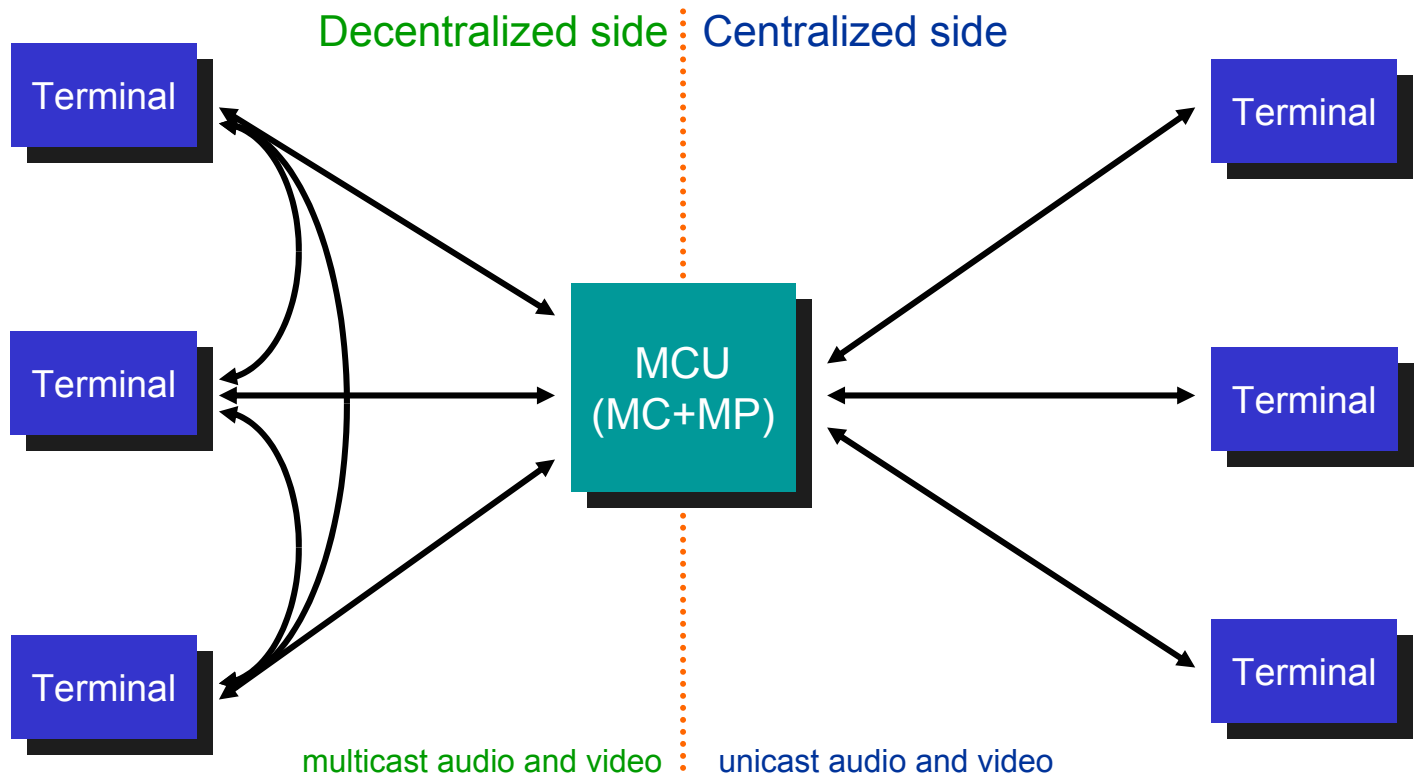 Decentralized side
Centralized side
Terminal
Terminal
Terminal
MCU
(MC+MP)
Terminal
Terminal
Terminal
multicast audio and video
unicast audio and video